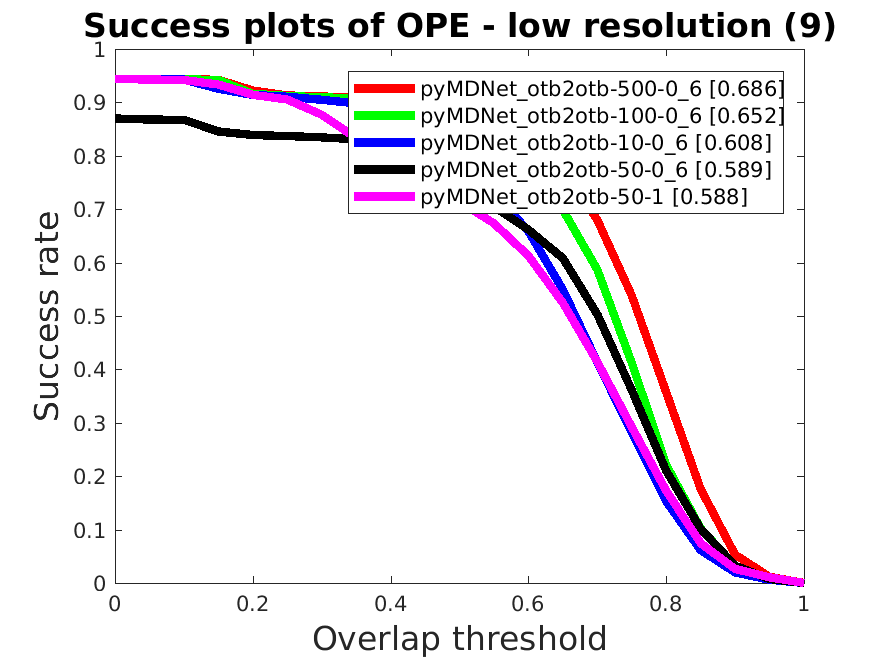 Success plots of OPE - low resolution (9)
1
0.9
0.8
0.7
0.6
0.5
0.4
0.3
0.2
0.1
0
Success rate
pyMDNet_otb2otb-500-0_6 [0.686]
pyMDNet_otb2otb-100-0_6 [0.652]
pyMDNet_otb2otb-10-0_6 [0.608]
pyMDNet_otb2otb-50-0_6 [0.589]
pyMDNet_otb2otb-50-1 [0.588]
0 0.2 0.4 0.6 0.8 1
Overlap threshold